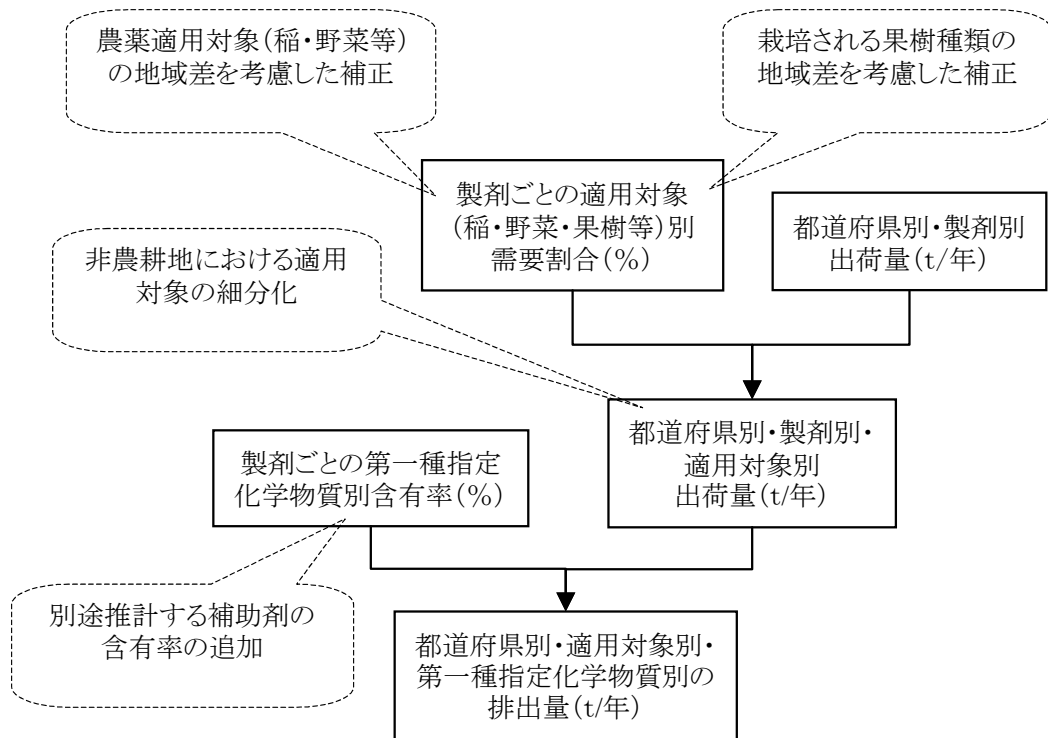 農薬適用対象(稲・野菜等)
の地域差を考慮した補正
栽培される果樹種類の
地域差を考慮した補正
製剤ごとの適用対象
(稲・野菜・果樹等)別
需要割合(%)
都道府県別・製剤別
出荷量(t/年)
非農耕地における適用
対象の細分化
都道府県別・製剤別・
適用対象別
出荷量(t/年)
製剤ごとの第一種指定
化学物質別含有率(%)
別途推計する補助剤の
含有率の追加
都道府県別・適用対象別・
第一種指定化学物質別の
排出量(t/年)